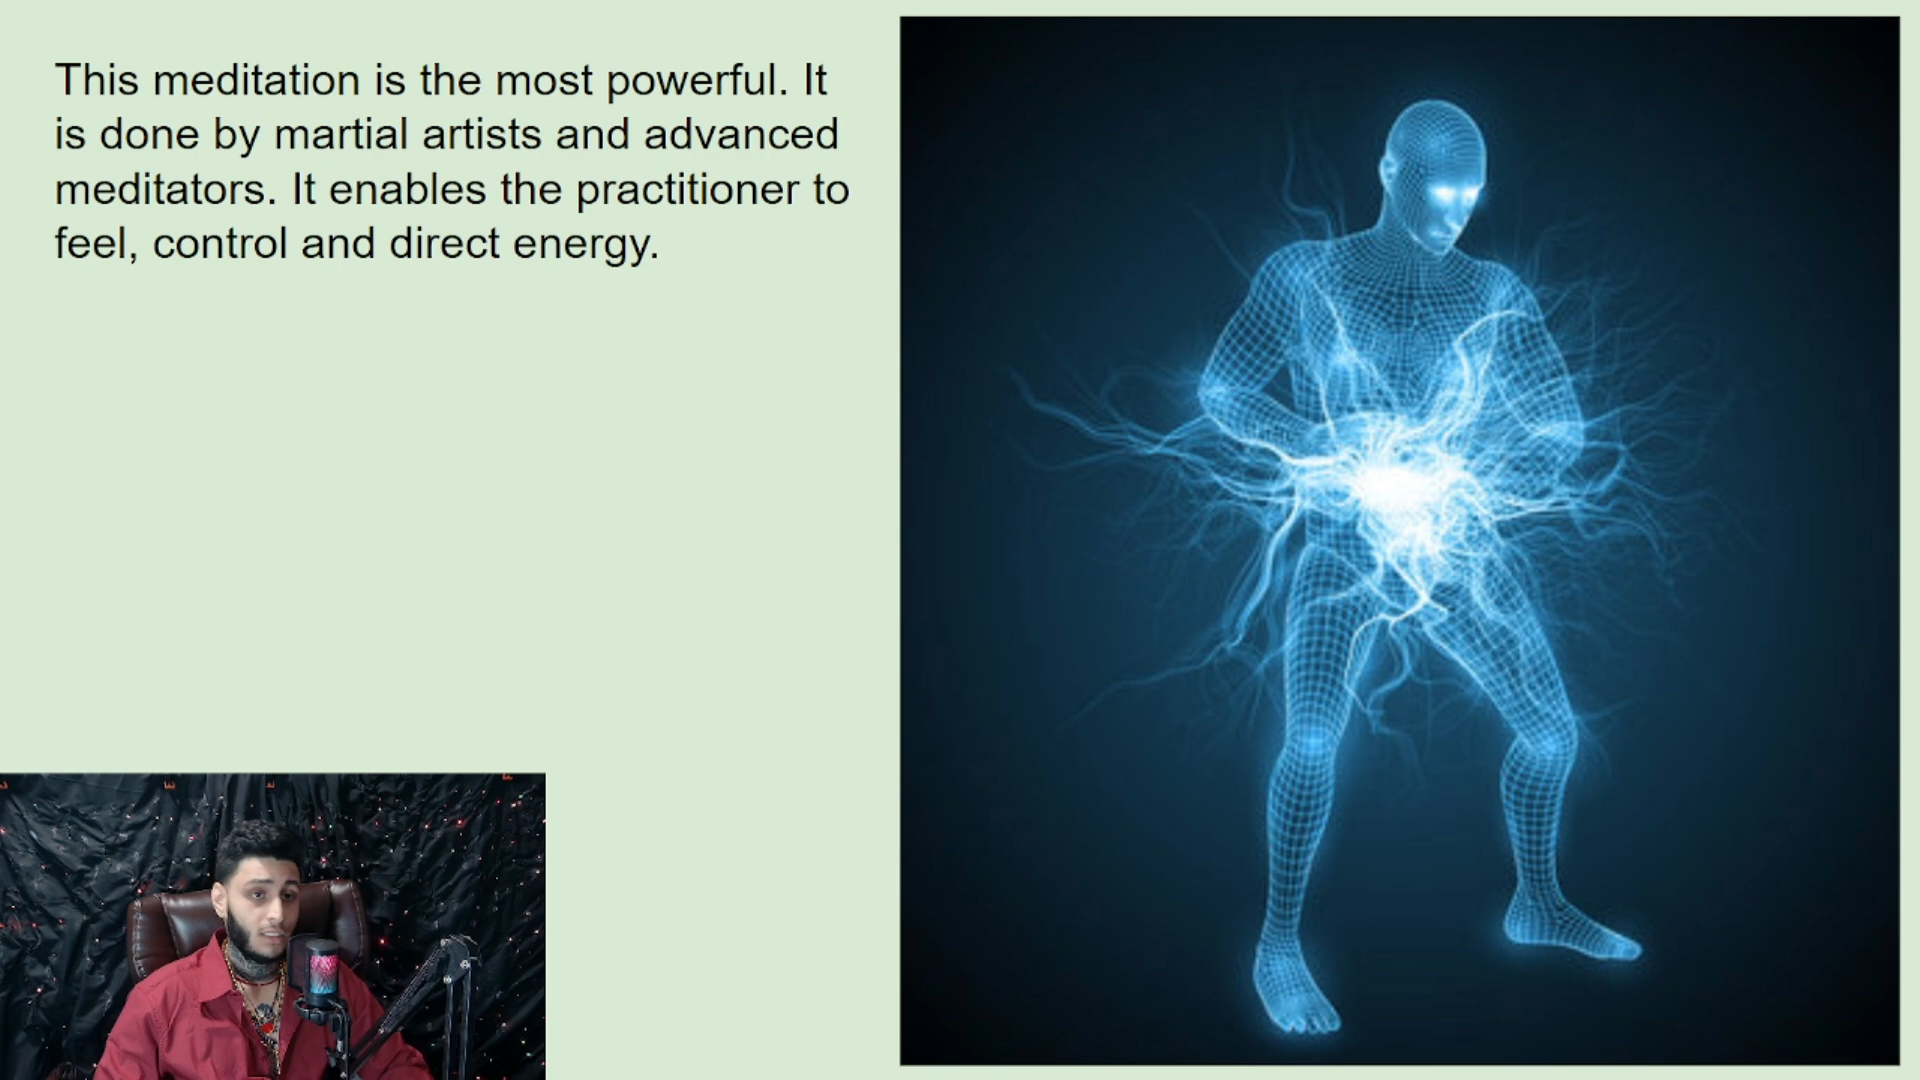 This meditation is the most powerful. It
is done by martial artists and advanced
meditators. It enables the practitioner to
feel, control and direct energy.